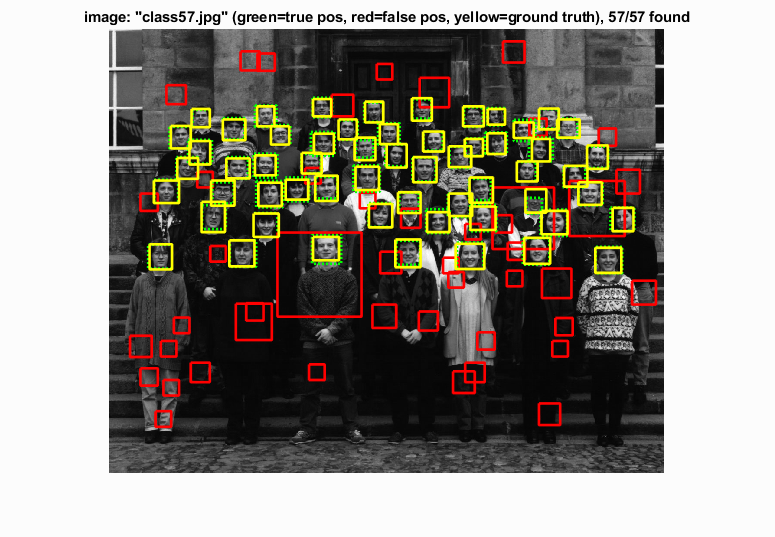 image: "class57.jpg" (green=true pos, red=false pos, yellow=ground truth), 57/57 found